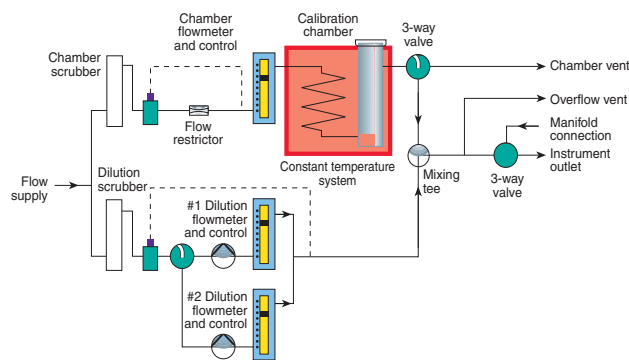 Chamber
flowmeter
and control
Calibration
chamber
3-way
valve
Chamber
scrubber
Chamber vent
Overflow vent
Flow
restrictor
Manifold
connection
Instrument
outlet
Constant temperature
system
Mixing
tee
3-way
valve
Dilution
scrubber
Flow
supply
#1 Dilution
flowmeter
and control
#2 Dilution
flowmeter
and control